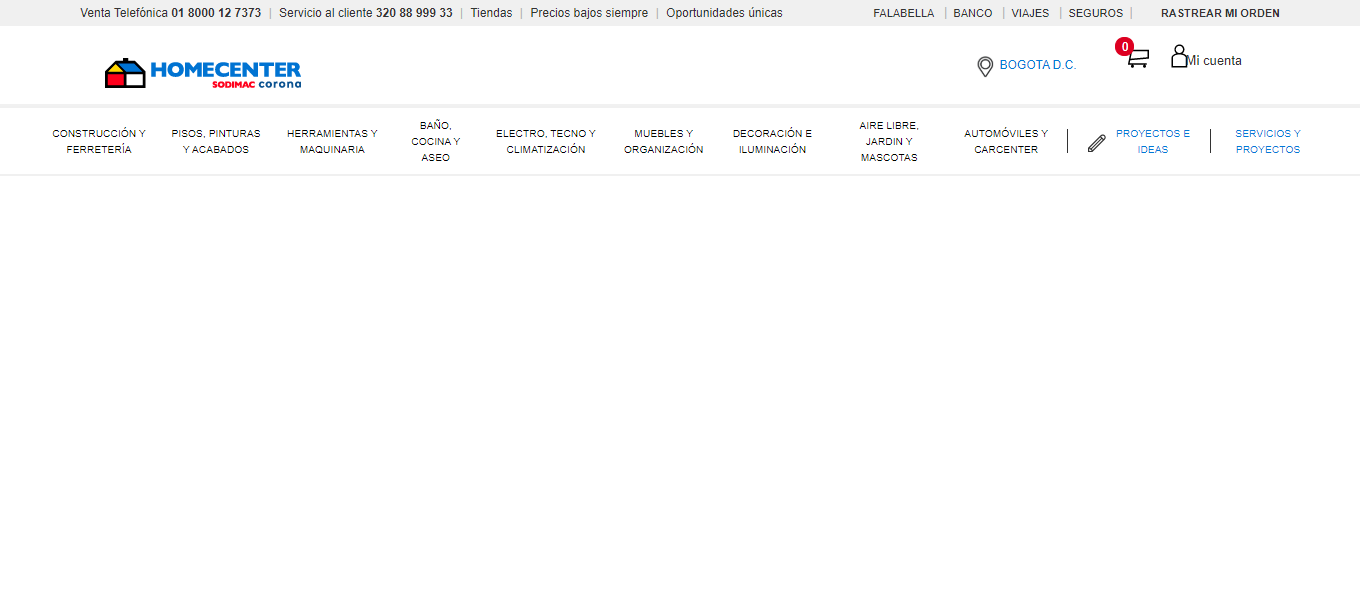 Venta Telefónica 01 8000 12 7373 | Servicio al cliente 320 88 999 33 | Tiendas | Precios bajos siempre | Oportunidades únicas FALABELLA | BANCO | VIAJES | SEGUROS | RASTREAR MI ORDEN
HOMECENTER
SODIMAC corona
BOGOTA D.C.
0
Mi cuenta
CONSTRUCCIÓN Y
FERRETERÍA
PISOS, PINTURAS
Y ACABADOS
HERRAMIENTAS Y
MAQUINARIA
BAÑO,
COCINA Y
ASEO
ELECTRO, TECNO Y
CLIMATIZACIÓN
MUEBLES Y
ORGANIZACIÓN
DECORACIÓN E
ILUMINACIÓN
AIRE LIBRE,
JARDIN Y
MASCOTAS
AUTOMÓVILES Y
CARCENTER
PROYECTOS E
IDEAS
SERVICIOS Y
PROYECTOS